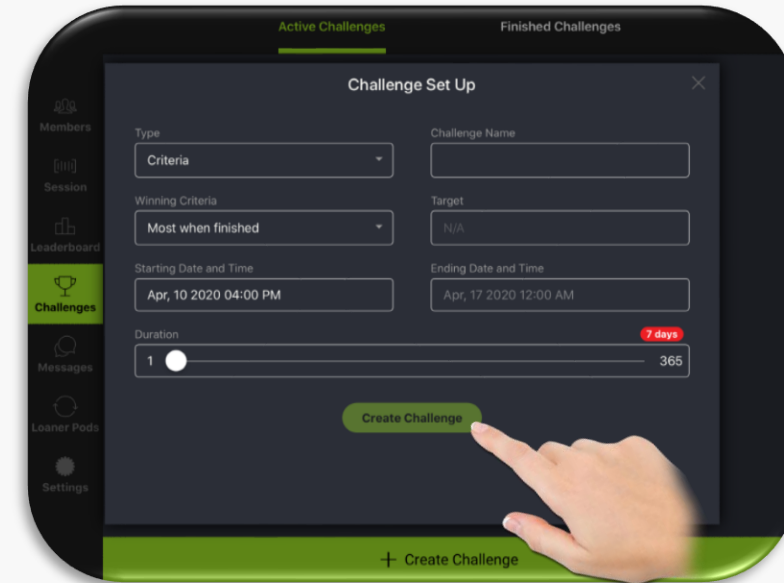 Active Challenges
Finished Challenges
Challenge Set Up
Members
Session
Leaderboard
Challenges
Messages
Loaner Pods
Settings
Type
Criteria
Challenge Name
Winning Criteria
Most when finished
Target
N/A
Starting Date and Time
Apr, 10 2020 04:00 PM
Ending Date and Time
Apr, 17 2020 12:00 AM
Duration
7 days
1
365
Create Challenge
+ Create Challenge